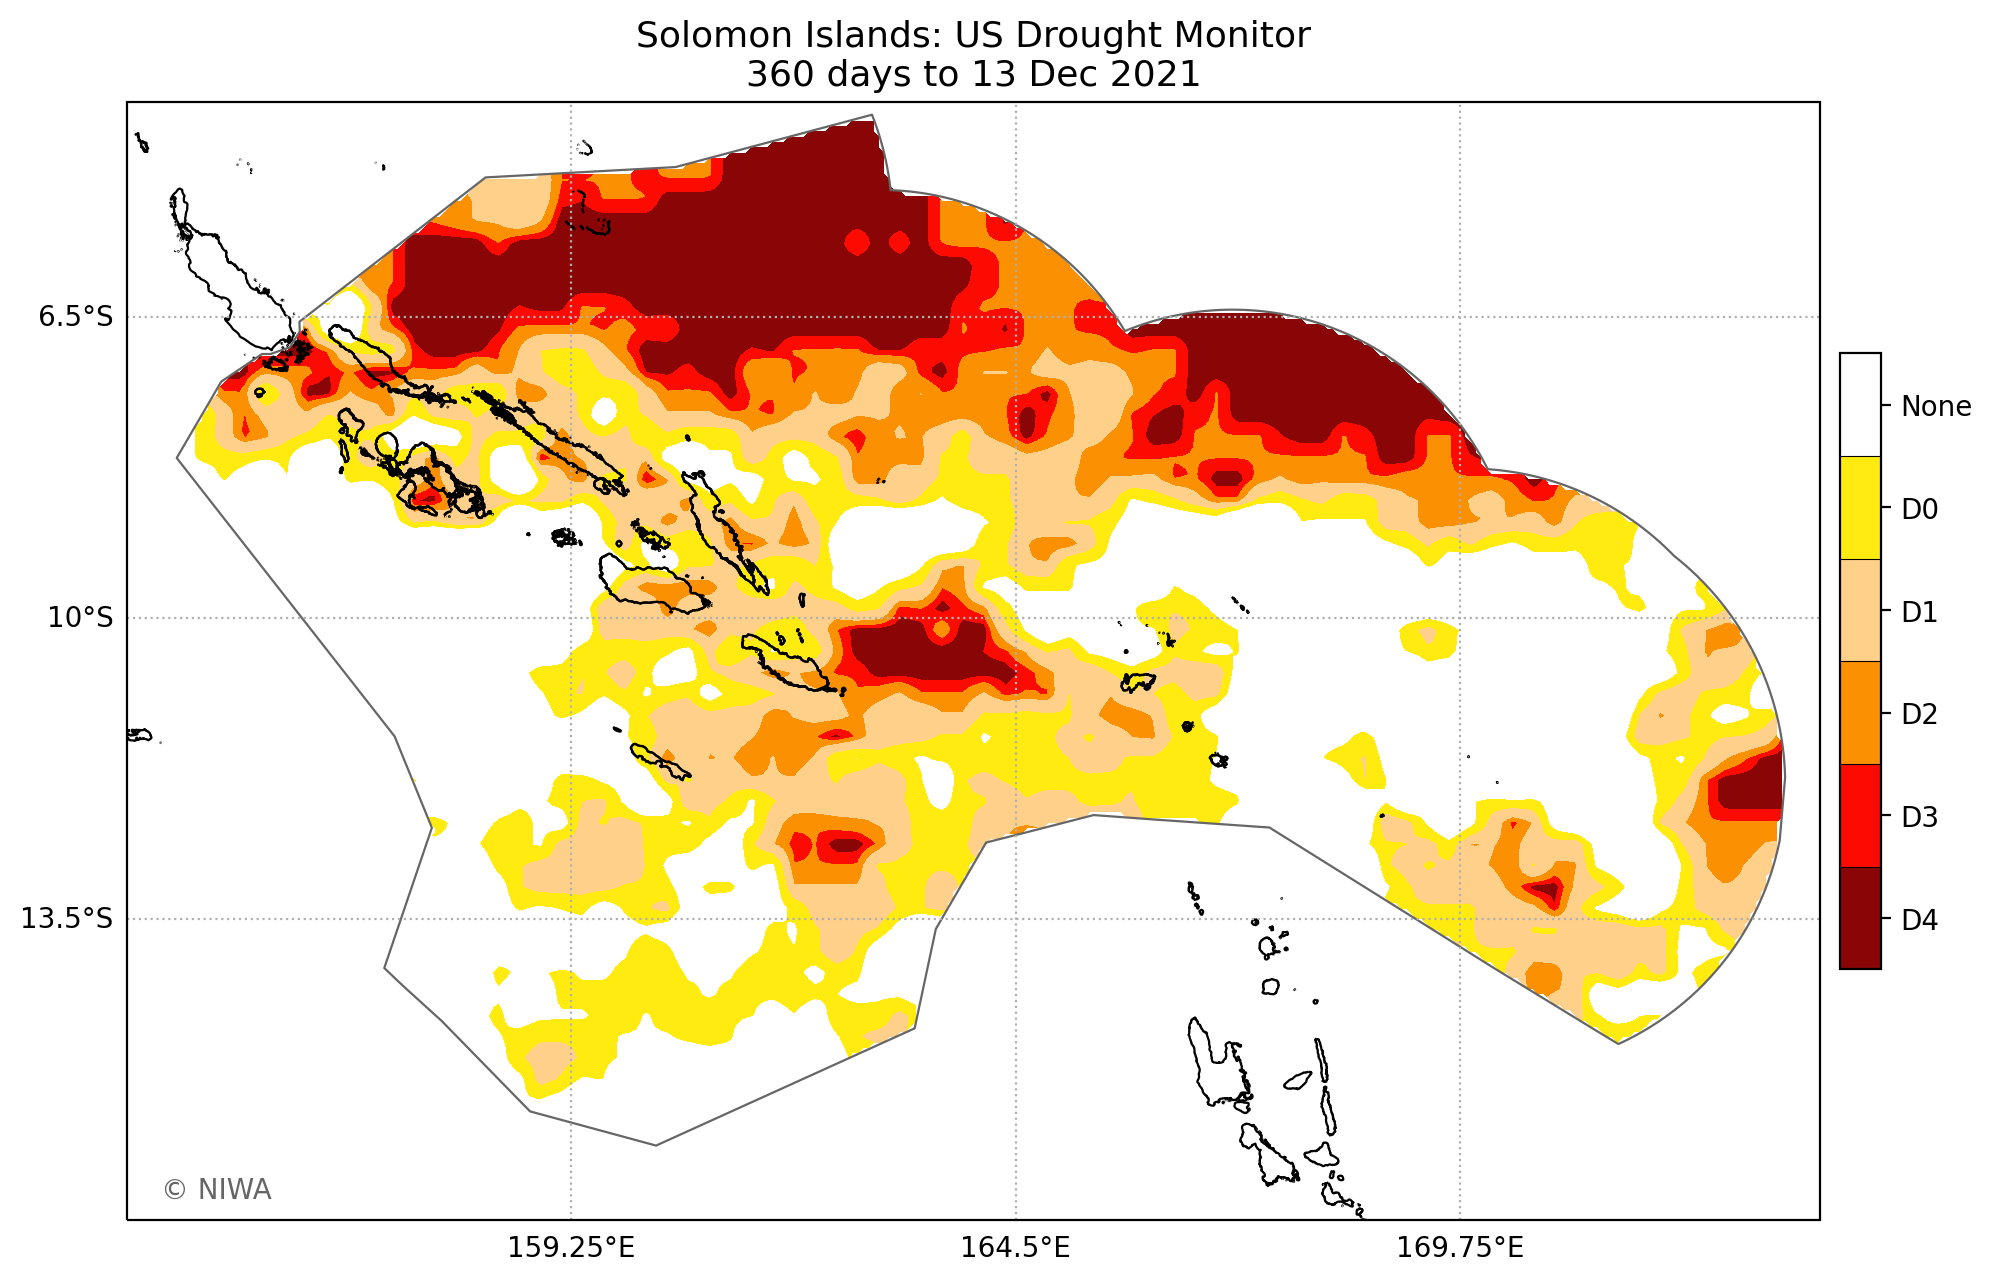 Solomon Islands: US Drought Monitor
360 days to 13 Dec 2021
6.5°S
10°S
13.5°S
159.25°E
164.5°E
169.75°E
None
D0
D1
D2
D3
D4
© NIWA